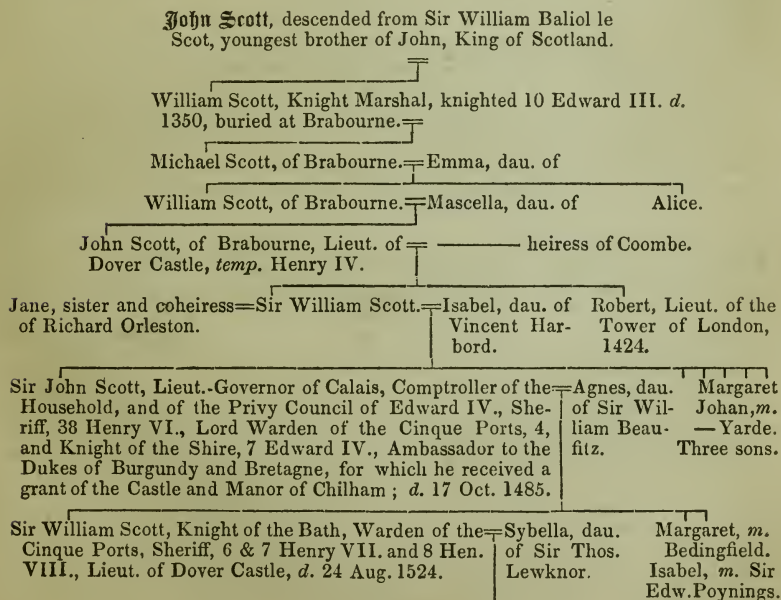 John Scott, descended from Sir William Baliol le
Scot, youngest brother of John, King of Scotland.
William Scott, Knight Marshal, knighted 10 Edward III. d.
1350, buried at Brabourne.
Michael Scott, of Brabourne. Emma, dau. of
William Scott, of Brabourne. Mascella, dau. of Alice.
John Scott, of Brabourne, Lieut. of ——— heiress of Coombe.
Dover Castle, temp. Henry IV.
Jane, sister and coheiress=Sir William Scott. Isabel, dau. of Robert, Lieut. of the
of Richard Orleston. Vincent Har- Tower of London,
bord. 1424.
Sir John Scott, Lieut.-Governor of Calais, Comptroller of the Agnes, dau. Margaret
Household, and of the Privy Council of Edward IV., She- of Sir Wil- Johan, m.
riff, 38 Henry VI., Lord Warden of the Cinque Ports, 4, liam Beau- —Yarde.
and Knight of the Shire, 7 Edward IV., Ambassador to the fitz. Three sons.
Dukes of Burgundy and Bretagne, for which he received a
grant of the Castle and Manor of Chilham ; d. 17 Oct. 1485.
Sir William Scott, Knight of the Bath, Warden of the Sybella, dau. Margaret, m.
Cinque Ports, Sheriff, 6 & 7 Henry VII. and 8 Hen. of Sir Thos. Bedingfield.
VIII., Lieut. of Dover Castle, d. 24 Aug. 1524. Lewknor. Isabel, m. Sir
Edw. Poynings.